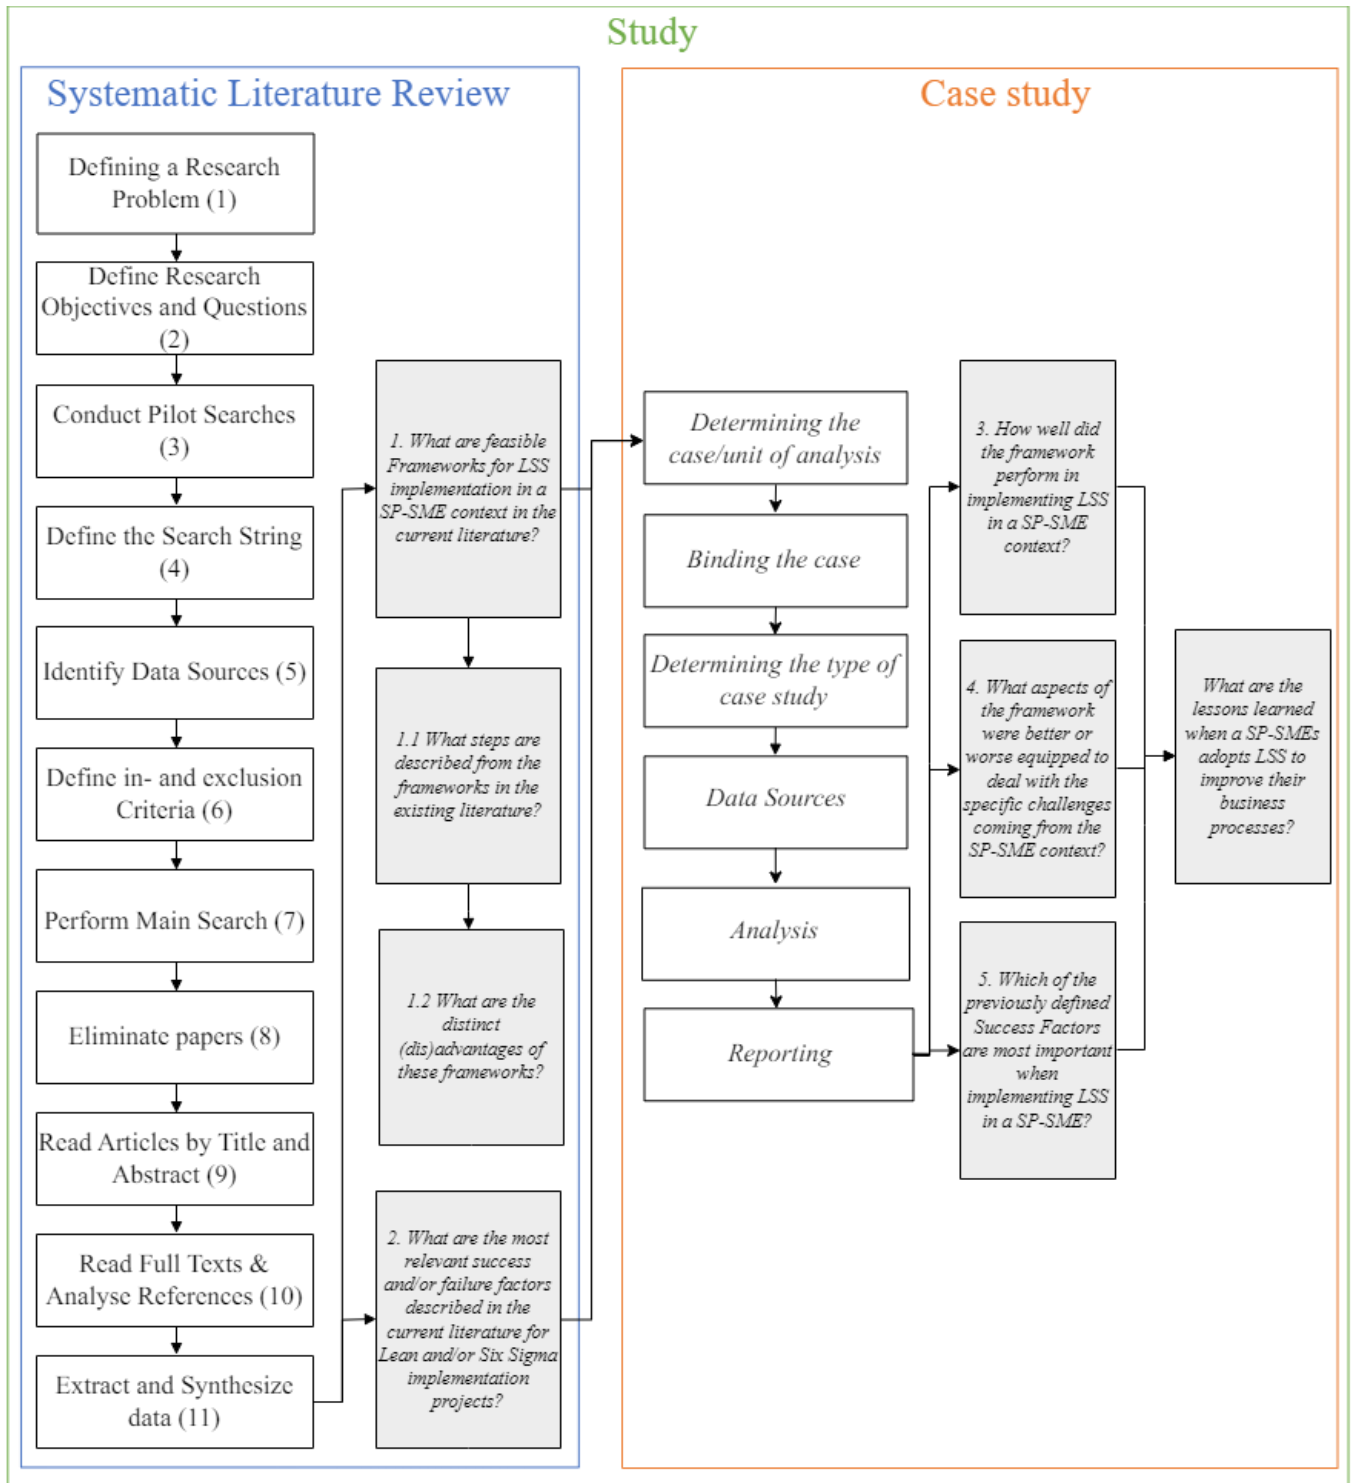 Study
Systematic Literature Review
Defining a Research
Problem (1)
Define Research
Objectives and Questions
(2)
Conduct Pilot Searches
(3)
Define the Search String
(4)
Identify Data Sources (5)
Define in- and exclusion
Criteria (6)
Perform Main Search (7)
Eliminate papers (8)
Read Articles by Title and
Abstract (9)
Read Full Texts &
Analyse References (10)
Extract and Synthesize
data (11)
1. What are feasible
Frameworks for LSS
implementation in a
SP-SME context in the
current literature?
1.1 What steps are
described from the
frameworks in the
existing literature?
1.2 What are the
distinct
(dis)advantages of
these frameworks?
2. What are the most
relevant success
and/or failure factors
described in the
current literature for
Lean and/or Six Sigma
implementation
projects?
Case study
Determining the
case/unit of analysis
Binding the case
Determining the type of
case study
Data Sources
Analysis
Reporting
3. How well did
the framework
perform in
implementing LSS
in a SP-SME
context?
4. What aspects of
the framework
were better or
worse equipped to
deal with the
specific challenges
coming from the
SP-SME context?
5. Which of the
previously defined
Success Factors
are most important
when
implementing LSS
in a SP-SME?
What are the
lessons learned
when a SP-SMEs
adopts LSS to
improve their
business
processes?